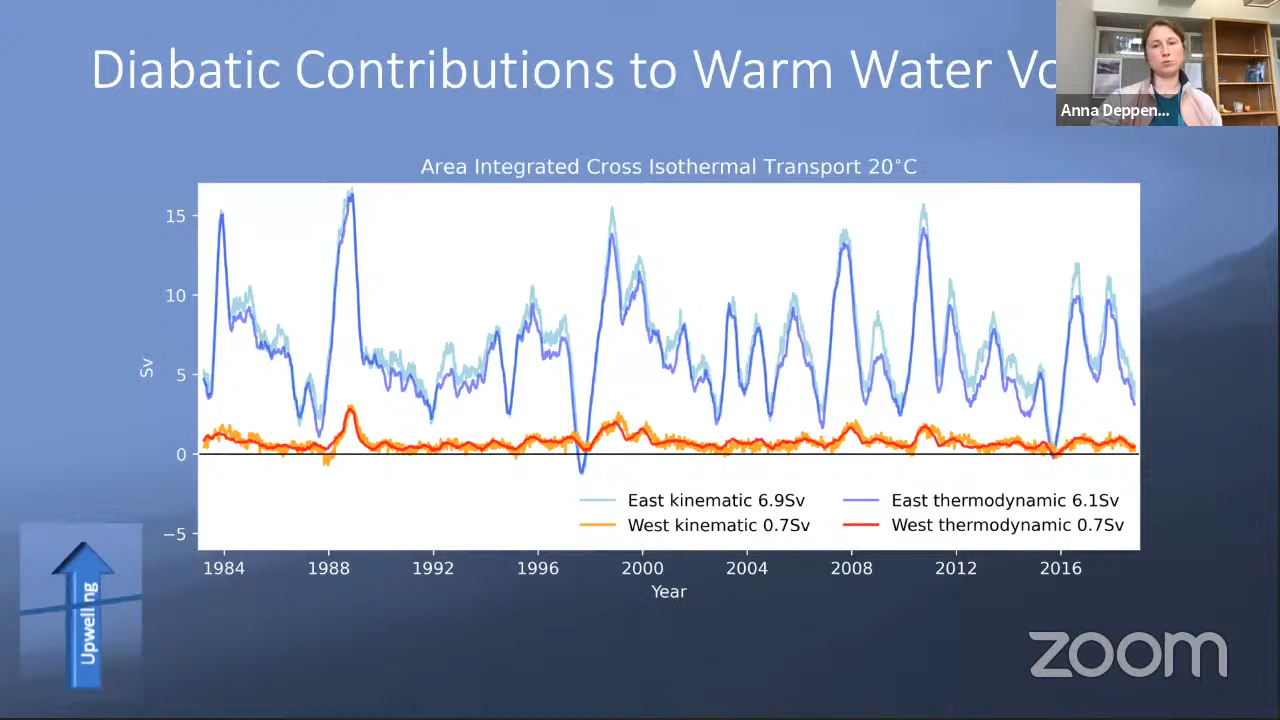 Diabatic Contributions to Warm Water Vo
Anna Deppen...
Area Integrated Cross Isothermal Transport 20°C
15
10
5
0
−5
Sv
East kinematic 6.9Sv
East thermodynamic 6.1Sv
West kinematic 0.7Sv
West thermodynamic 0.7Sv
1984 1988 1992 1996 2000 2004 2008 2012 2016
Year
Upwelling
zoom